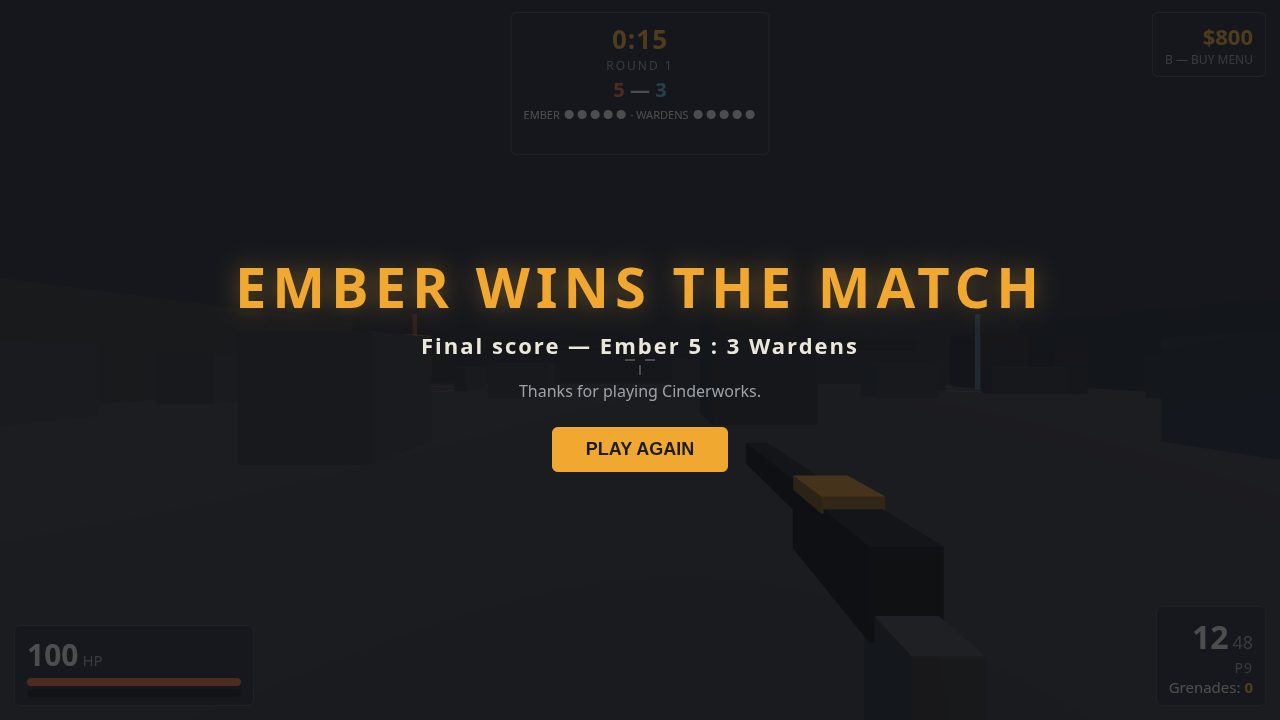 0:15
ROUND 1
5 — 3
EMBER ●●●●● · WARDENS ●●●●●
$800
B — BUY MENU
EMBER WINS THE MATCH
Final score — Ember 5 : 3 Wardens
Thanks for playing Cinderworks.
PLAY AGAIN
100 HP
12 48
P9
Grenades: 0